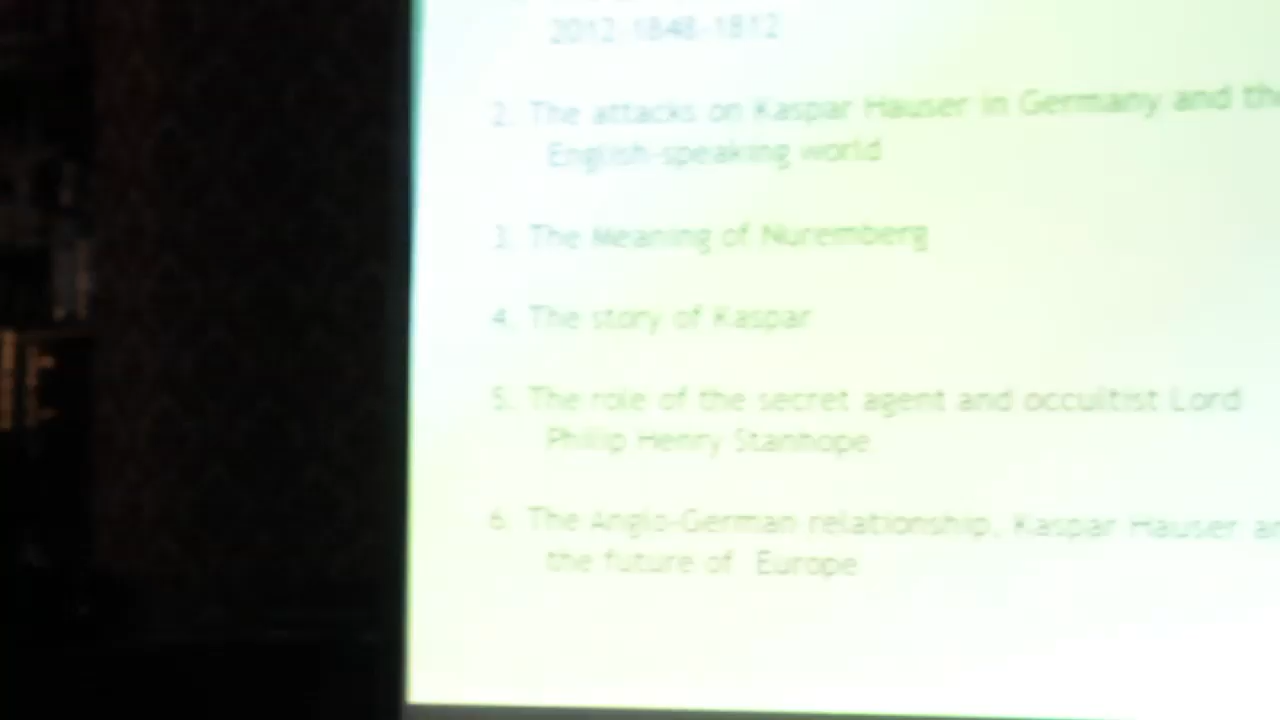 2012:1848-1812
2. The attacks on Kaspar Hauser in Germany and the
English-speaking world
3. The Meaning of Nuremberg
4. The story of Kaspar
5. The role of the secret agent and occultist Lord
Philip Henry Stanhope
6. The Anglo-German relationship, Kaspar Hauser
the future of Europe